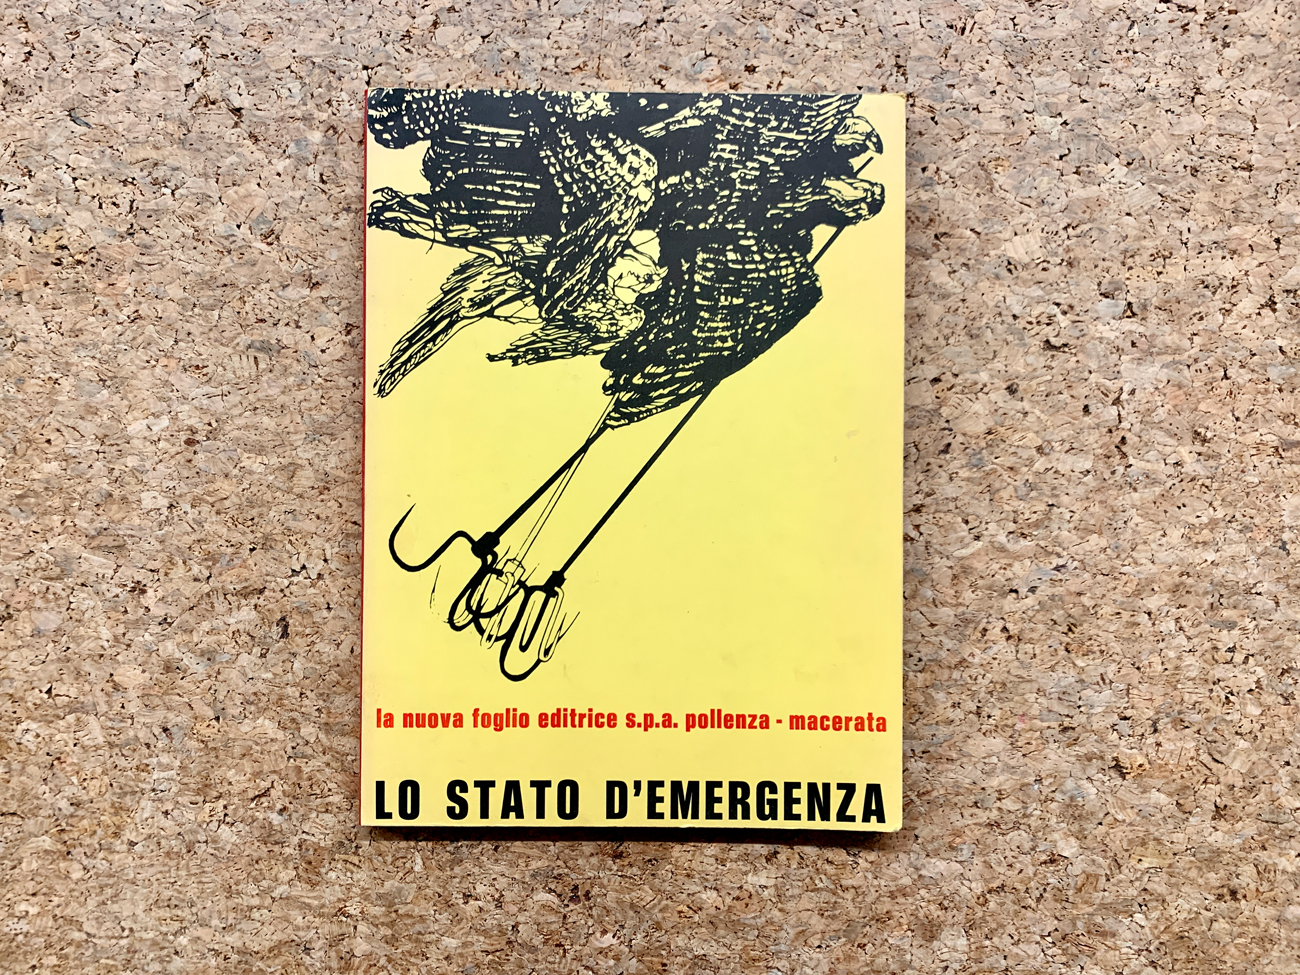 la nuova foglio editrice s.p.a. pollenza - macerata
LO STATO D'EMERGENZA